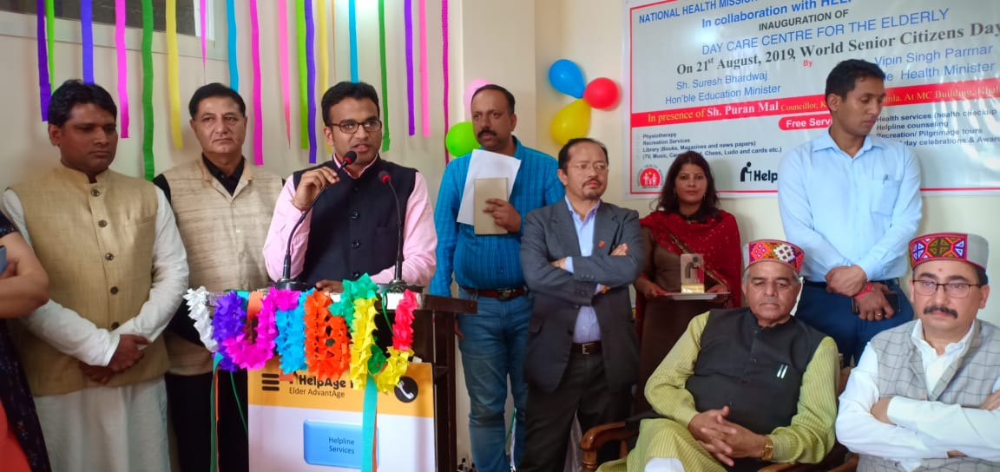 NATIONAL HEALTH MISSION
In collaboration with HELP
INAUGURATION OF
DAY CARE CENTRE FOR THE ELDERLY
On 21st August, 2019, World Senior Citizens Day
By
Sh. Suresh Bhardwaj
Hon'ble Education Minister
Vipin Singh Parmar
Health Minister
In presence of Sh. Puran Mal Councillor, At MC Building,
Free
Physiotherapy
Recreation Services
Library (Books, Magazines and news papers)
(TV, Music, Chess, Ludo and cards etc.)
Health services (health checkup
Helpline counseling
Recreation/ Pilgrimage tours
day celebrations &
Help
HelpAge
Elder AdvantAge
Helpline
Services